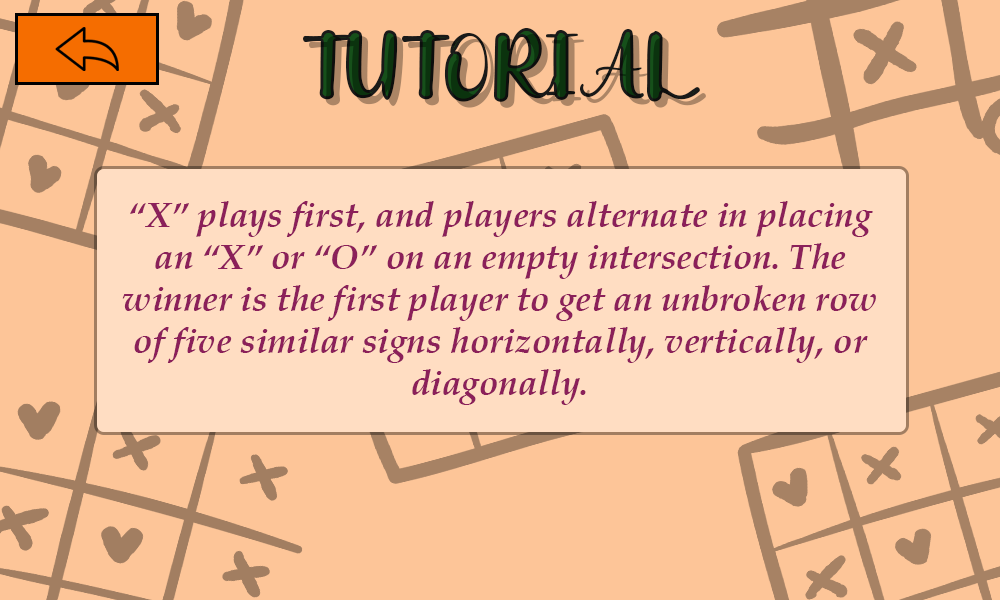 TUTORIAL
“X” plays first, and players alternate in placing
an “X” or “O” on an empty intersection. The
winner is the first player to get an unbroken row
of five similar signs horizontally, vertically, or
diagonally.